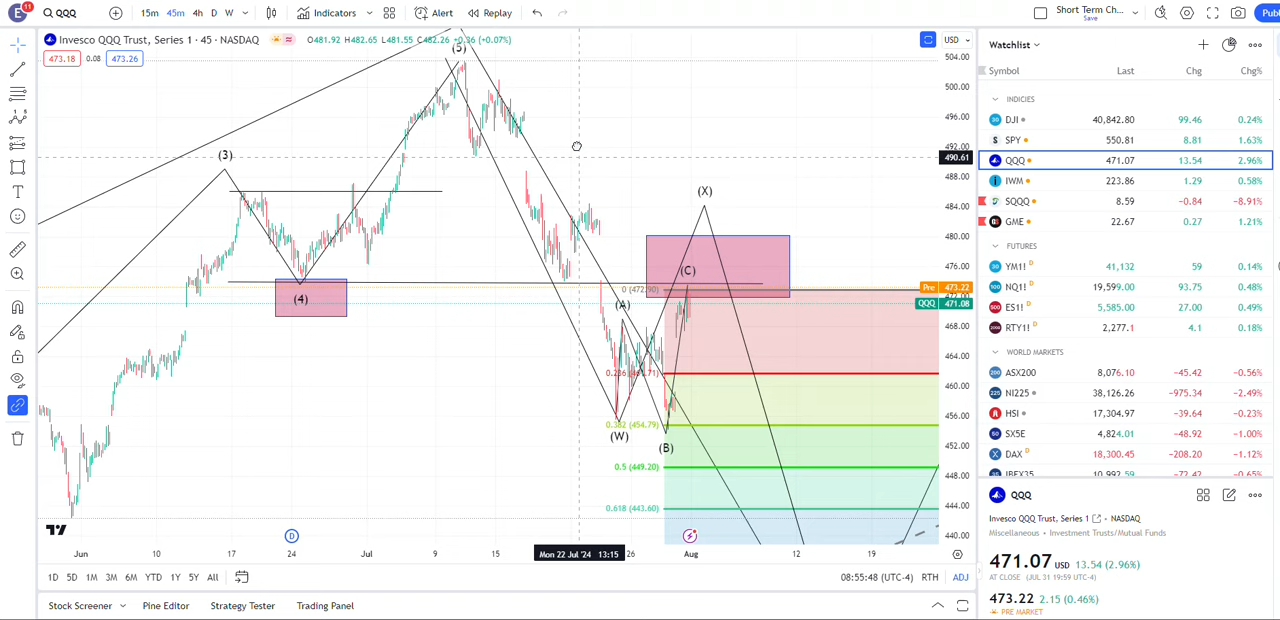 E 11 QQQ 15m 45m 4h D W Indicators Alert Replay Short Term Ch... Save Publ
Invesco QQQ Trust, Series 1 · 45 · NASDAQ O481.92 H482.65 L481.55 C482.26 +0.36 (+0.07%) USD
473.18 0.08 473.26
504.00
500.00
496.00
492.00
490.61
488.00
484.00
480.00
476.00
Pre 473.22
QQQ 471.08
468.00
464.00
460.00
456.00
452.00
448.00
444.00
440.00
(5)
(3)
(X)
(C)
(4)
0 (472.90)
(A)
(W)
0.382 (454.79)
(B)
0.5 (449.20)
0.618 (443.60)
D
Jun 10 17 24 Jul 9 15 Mon 22 Jul '24 13:15 26 Aug 12 19
1D 5D 1M 3M 6M YTD 1Y 5Y All 08:55:48 (UTC-4) RTH ADJ
Stock Screener Pine Editor Strategy Tester Trading Panel
Watchlist
Symbol Last Chg Chg%
INDICIES
DJI 40,842.80 99.46 0.24%
SPY 550.81 8.81 1.63%
QQQ 471.07 13.54 2.96%
IWM 223.86 1.29 0.58%
SQQQ 8.59 −0.84 −8.91%
GME 22.67 0.27 1.21%
FUTURES
YM1! D 41,132 59 0.14%
NQ1! D 19,599.00 93.75 0.48%
ES1! D 5,585.00 27.00 0.49%
RTY1! D 2,277.1 4.1 0.18%
WORLD MARKETS
ASX200 8,076.10 −45.42 −0.56%
NI225 38,126.26 −975.34 −2.49%
HSI 17,304.97 −39.64 −0.23%
SX5E 4,824.01 −48.92 −1.00%
DAX D 18,300.45 −208.20 −1.12%
IBEX35 10,992.59 −72.42 −0.65%
QQQ
Invesco QQQ Trust, Series 1 · NASDAQ
Miscellaneous · Investment Trusts/Mutual Funds
471.07 USD 13.54 (2.96%)
AT CLOSE (JUL 31 19:59 UTC-4)
473.22 2.15 (0.46%)
PRE MARKET